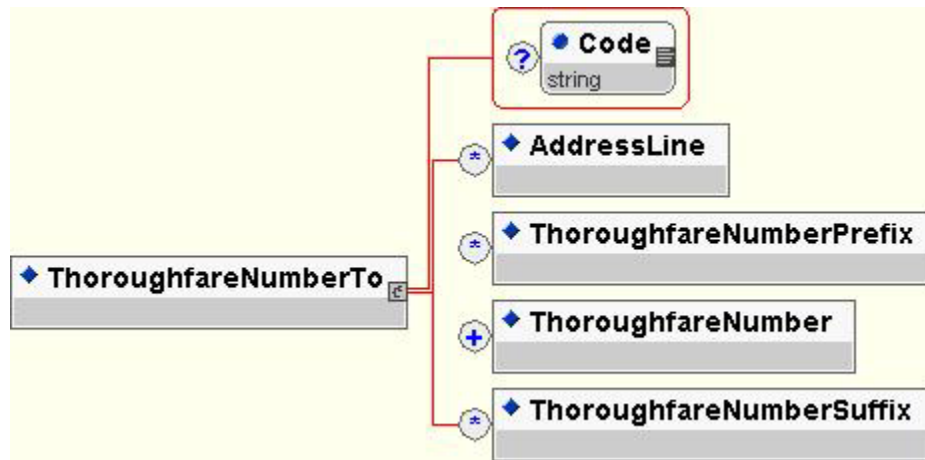 ? Code
string
* AddressLine
* ThoroughfareNumberPrefix
ThoroughfareNumberTo
+ ThoroughfareNumber
* ThoroughfareNumberSuffix